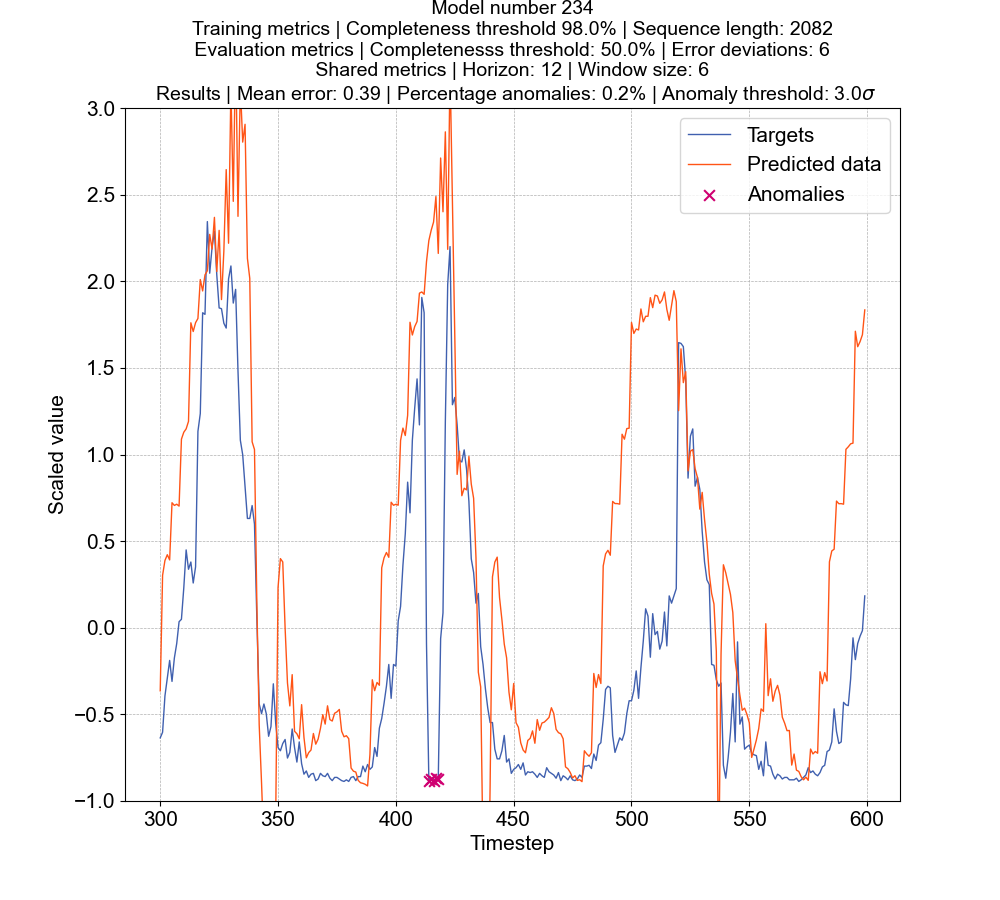 Model number 234
Training metrics | Completeness threshold 98.0% | Sequence length: 2082
Evaluation metrics | Completenesss threshold: 50.0% | Error deviations: 6
Shared metrics | Horizon: 12 | Window size: 6
Results | Mean error: 0.39 | Percentage anomalies: 0.2% | Anomaly threshold: 3.0σ
Targets
Predicted data
Anomalies
Scaled value
3.0
2.5
2.0
1.5
1.0
0.5
0.0
−0.5
−1.0
300
350
400
450
500
550
600
Timestep